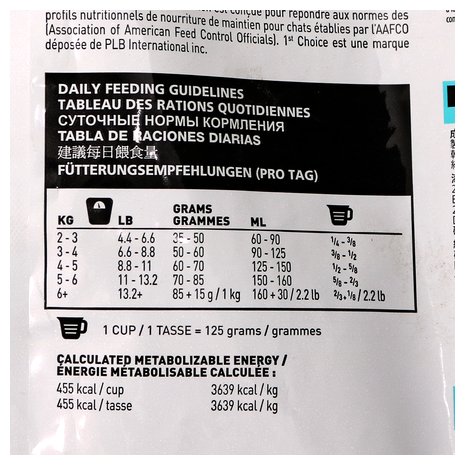 profils nutritionnels de nourriture de maintien pour chats établies par l'AAFCO
est conçue pour répondre aux normes des
[Association of American Feed Control Officials]. 1st Choice est une marque
déposée de PLB International inc.
DAILY FEEDING GUIDELINES
TABLEAU DES RATIONS QUOTIDIENNES
СУТОЧНЫЕ НОРМЫ КОРМЛЕНИЯ
TABLA DE RACIONES DIARIAS
建議每日餵食量
FÜTTERUNGSEMPFEHLUNGEN (PRO TAG)
KG LB GRAMS GRAMMES ML
2 - 3 4.4 - 6.6 35 - 50 60 - 90 1/4 - 3/8
3-4 6.6 - 8.8 50 - 60 90 - 125 3/8 - 1/2
4 - 5 8.8 - 11 60 - 70 125 - 150 1/2 - 5/8
5 - 6 11 - 13.2 70 - 85 150 - 160 5/8 - 2/3
6+ 13.2+ 85 + 15 g / 1 kg 160 + 30 / 2.2 lb 2/3+1/8 / 2.2 lb
1 CUP / 1 TASSE = 125 grams / grammes
CALCULATED METABOLIZABLE ENERGY /
ÉNERGIE MÉTABOLISABLE CALCULÉE :
455 kcal / cup 3639 kcal / kg
455 kcal / tasse 3639 kcal / kg